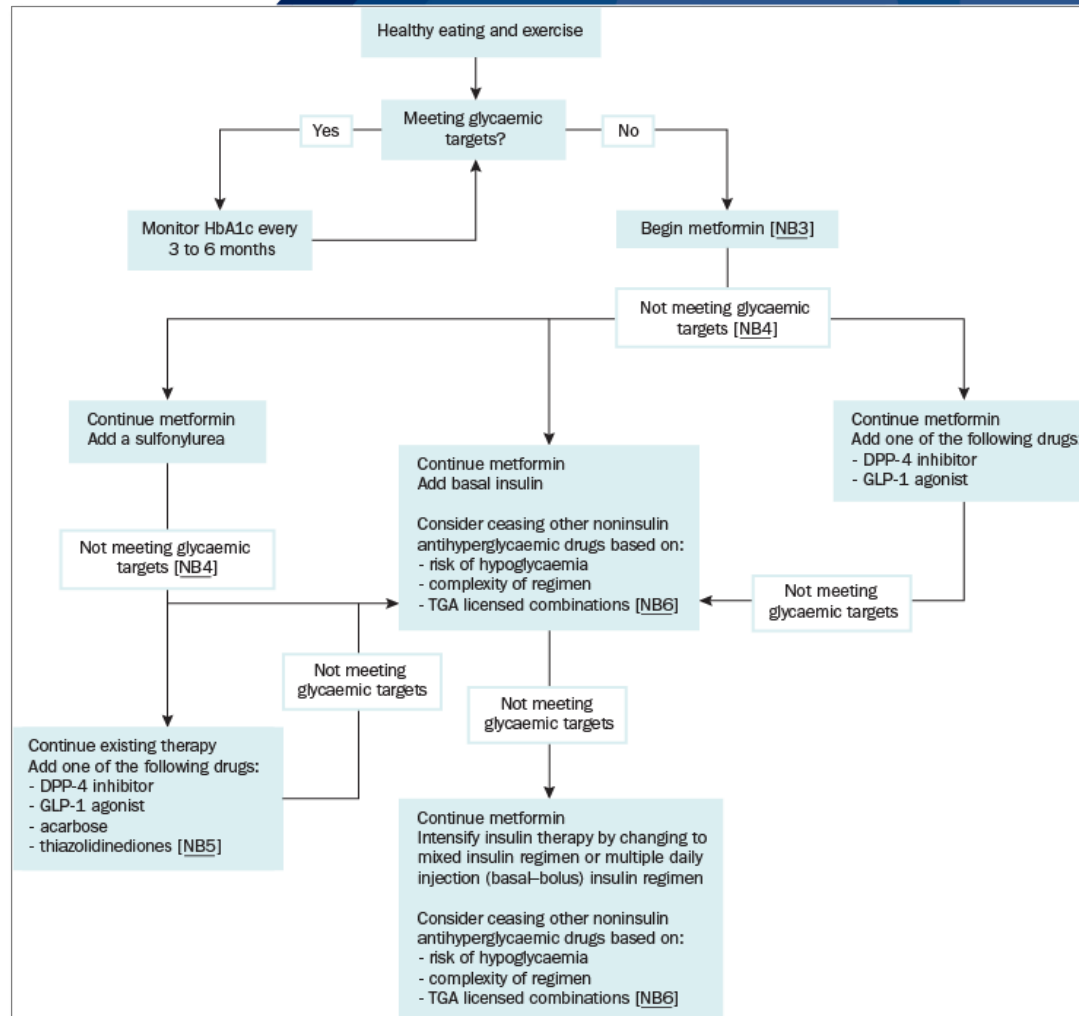 Healthy eating and exercise
Meeting glycaemic
targets?
Yes
No
Monitor HbA1c every
3 to 6 months
Begin metformin [NB3]
Not meeting glycaemic
targets [NB4]
Continue metformin
Add a sulfonylurea
Continue metformin
Add basal insulin
Consider ceasing other noninsulin
antihyperglycaemic drugs based on:
- risk of hypoglycaemia
- complexity of regimen
- TGA licensed combinations [NB6]
Continue metformin
Add one of the following drugs:
- DPP-4 inhibitor
- GLP-1 agonist
Not meeting glycaemic
targets [NB4]
Not meeting
glycaemic targets
Not meeting
glycaemic targets
Not meeting
glycaemic targets
Continue existing therapy
Add one of the following drugs:
- DPP-4 inhibitor
- GLP-1 agonist
- acarbose
- thiazolidinediones [NB5]
Continue metformin
Intensify insulin therapy by changing to
mixed insulin regimen or multiple daily
injection (basal–bolus) insulin regimen
Consider ceasing other noninsulin
antihyperglycaemic drugs based on:
- risk of hypoglycaemia
- complexity of regimen
- TGA licensed combinations [NB6]